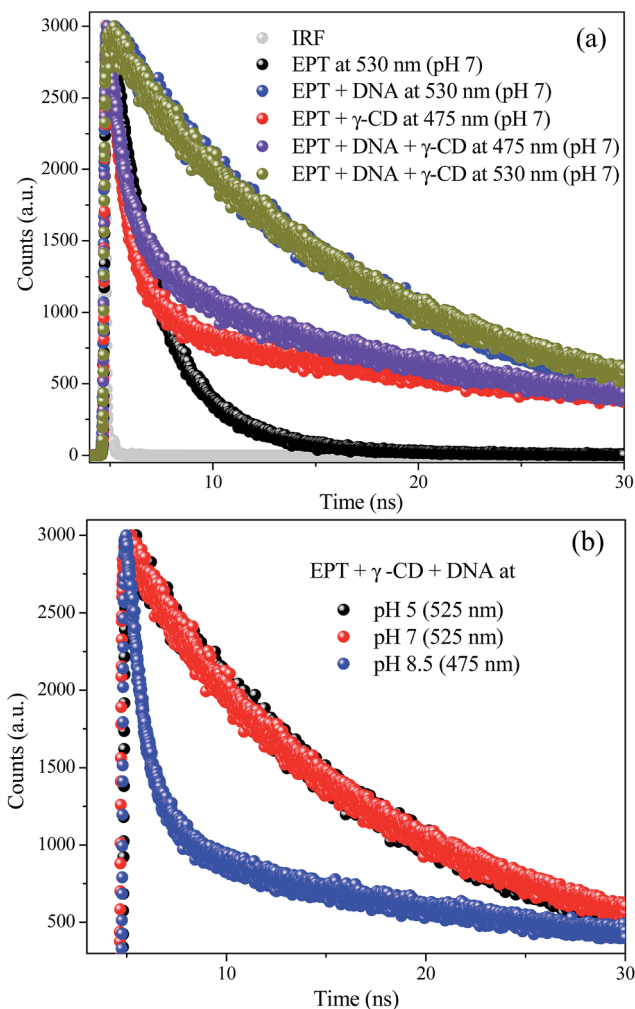 (a)
IRF
EPT at 530 nm (pH 7)
EPT + DNA at 530 nm (pH 7)
EPT + γ-CD at 475 nm (pH 7)
EPT + DNA + γ-CD at 475 nm (pH 7)
EPT + DNA + γ-CD at 530 nm (pH 7)
Counts (a.u.)
3000
2500
2000
1500
1000
500
0
10
20
30
Time (ns)
(b)
EPT + γ -CD + DNA at
pH 5 (525 nm)
pH 7 (525 nm)
pH 8.5 (475 nm)
Counts (a.u.)
3000
2500
2000
1500
1000
500
10
20
30
Time (ns)